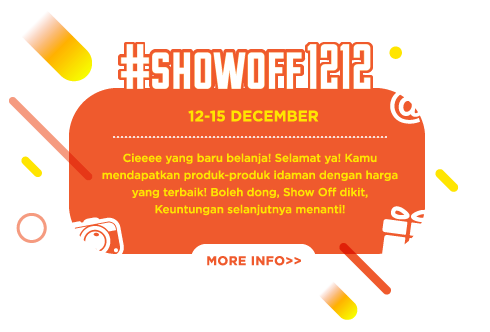 #SHOWOFF1212
12-15 DECEMBER
Cieeee yang baru belanja! Selamat ya! Kamu
mendapatkan produk-produk idaman dengan harga
yang terbaik! Boleh dong, Show Off dikit,
Keuntungan selanjutnya menanti!
@
MORE INFO>>